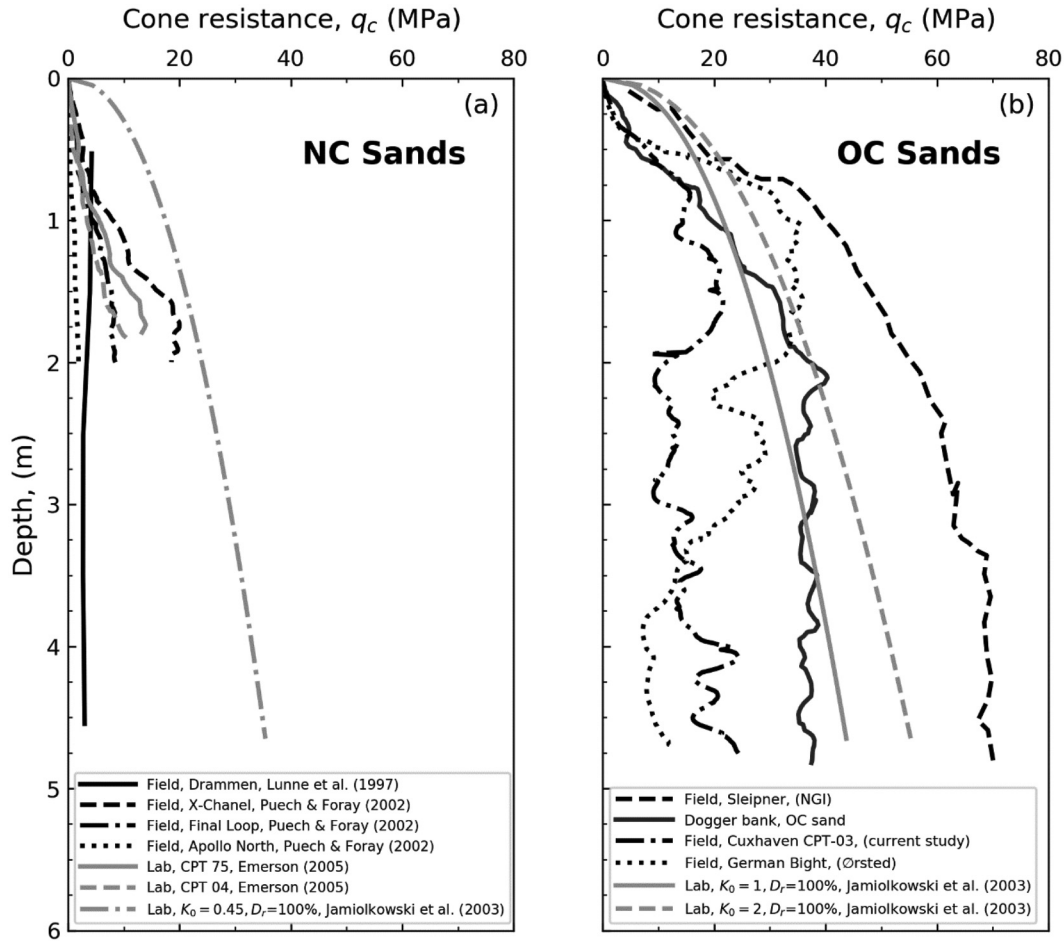 Cone resistance, q_c (MPa)
0 20 40 60 80
(a)
NC Sands
Depth, (m)
0
1
2
3
4
5
6
Field, Drammen, Lunne et al. (1997)
Field, X-Chanel, Puech & Foray (2002)
Field, Final Loop, Puech & Foray (2002)
Field, Apollo North, Puech & Foray (2002)
Lab, CPT 75, Emerson (2005)
Lab, CPT 04, Emerson (2005)
Lab, K_0 = 0.45, D_r=100%, Jamiolkowski et al. (2003)
Cone resistance, q_c (MPa)
0 20 40 60 80
(b)
OC Sands
Field, Sleipner, (NGI)
Dogger bank, OC sand
Field, Cuxhaven CPT-03, (current study)
Field, German Bight, (Ørsted)
Lab, K_0 = 1, D_r=100%, Jamiolkowski et al. (2003)
Lab, K_0 = 2, D_r=100%, Jamiolkowski et al. (2003)